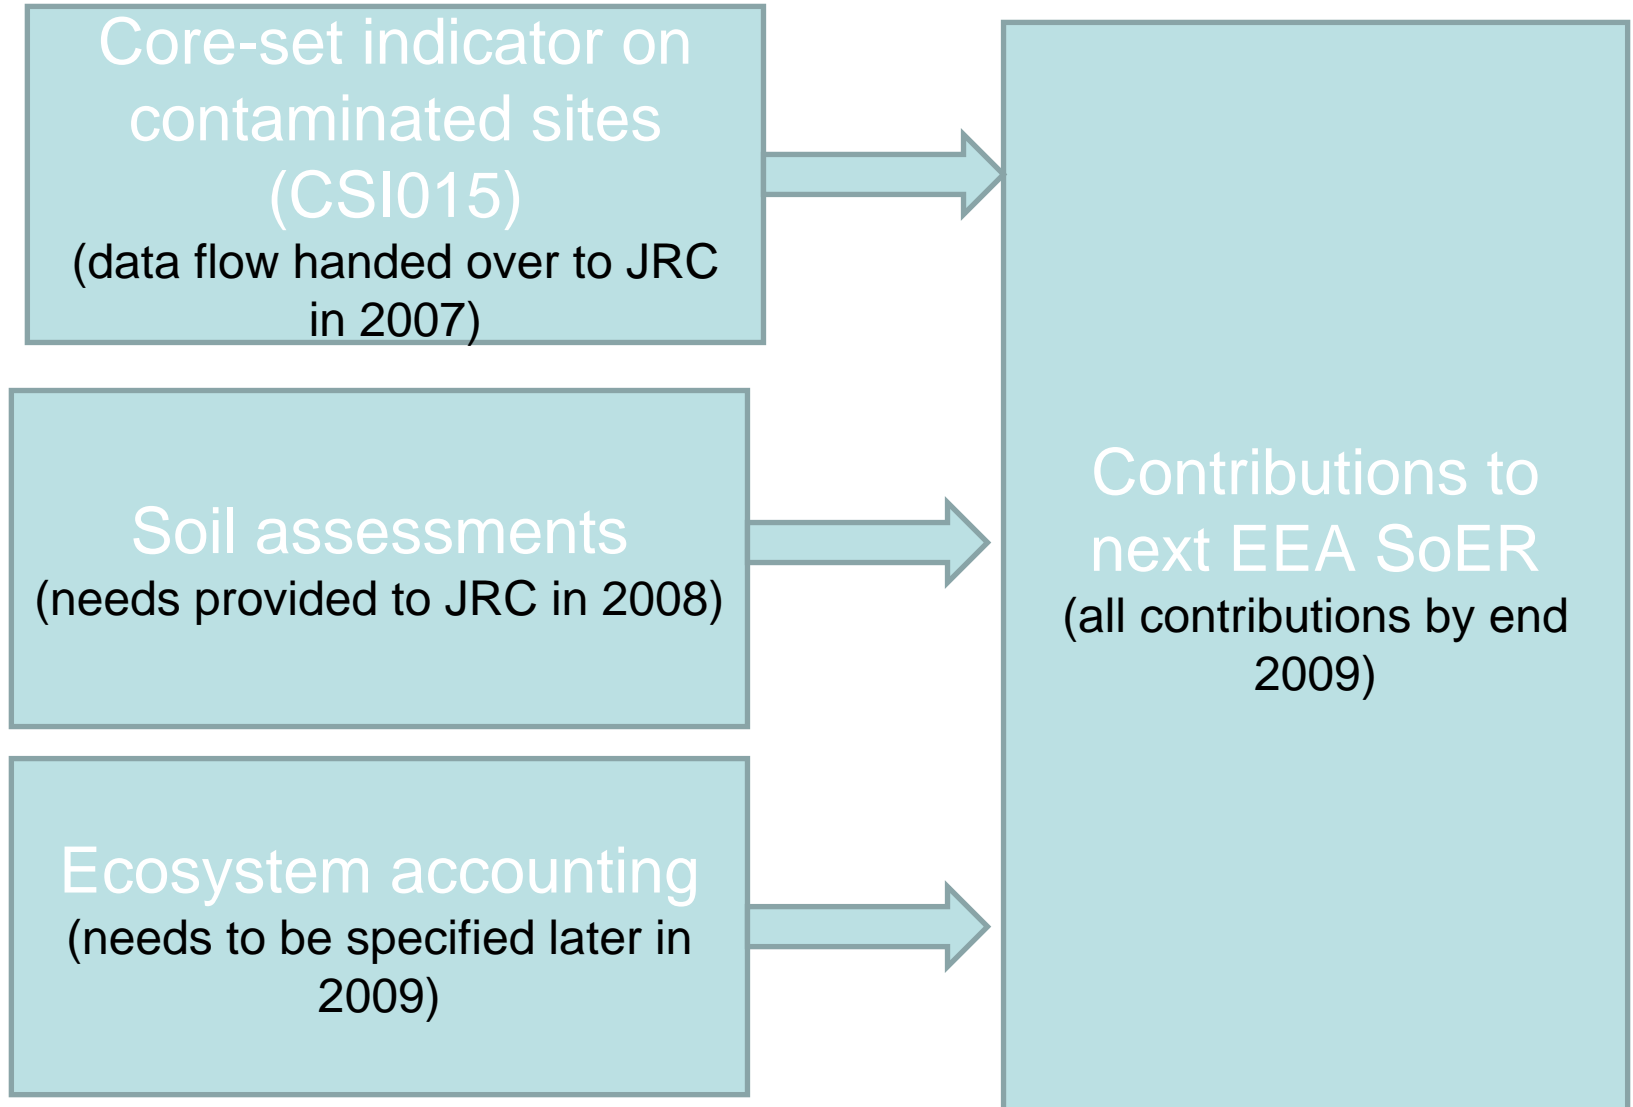 Core-set indicator on
contaminated sites
(CSI015)
(data flow handed over to JRC
in 2007)
Soil assessments
(needs provided to JRC in 2008)
Ecosystem accounting
(needs to be specified later in
2009)
Contributions to
next EEA SoER
(all contributions by end
2009)